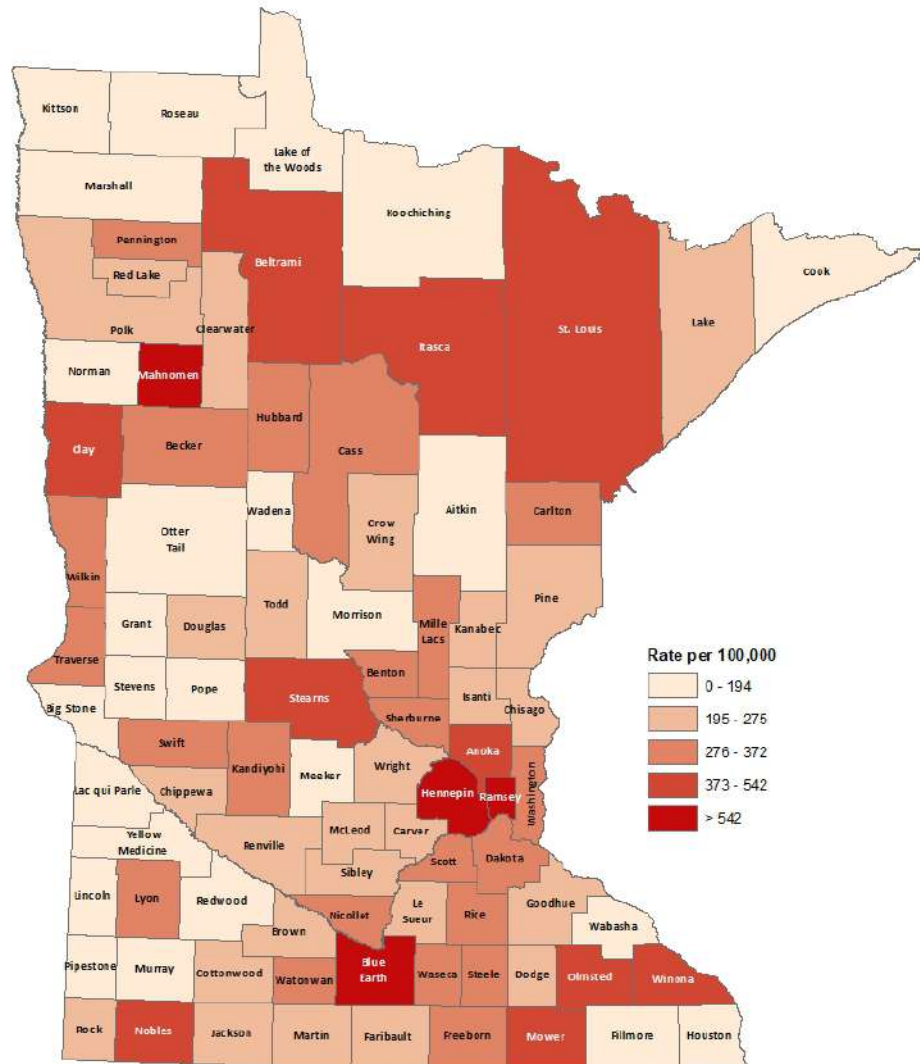 Kittson
Roseau
Lake of
the Woods
Marshall
Koochiching
Pennington
Beltrami
Red Lake
Cook
Polk
Clearwater
Itasca
St. Louis
Lake
Norman
Mahnomen
Hubbard
Cass
Clay
Becker
Wadena
Aitkin
Carlton
Otter
Tail
Crow
Wing
Wilkin
Pine
Todd
Morrison
Mille
Lacs
Kanabec
Grant
Douglas
Traverse
Benton
Stevens
Pope
Stearns
Isanti
Chisago
Big Stone
Sherburne
Swift
Anoka
Kandiyohi
Meeker
Wright
Washington
Lac qui Parle
Chippewa
Hennepin
Ramsey
Yellow
Medicine
Renville
McLeod
Carver
Scott
Dakota
Sibley
Lincoln
Lyon
Redwood
Nicollet
Le
Sueur
Rice
Goodhue
Wabasha
Brown
Pipestone
Murray
Cottonwood
Watonwan
Blue
Earth
Waseca
Steele
Dodge
Olmsted
Winona
Rock
Nobles
Jackson
Martin
Faribault
Freeborn
Mower
Fillmore
Houston
Rate per 100,000
0 - 194
195 - 275
276 - 372
373 - 542
> 542